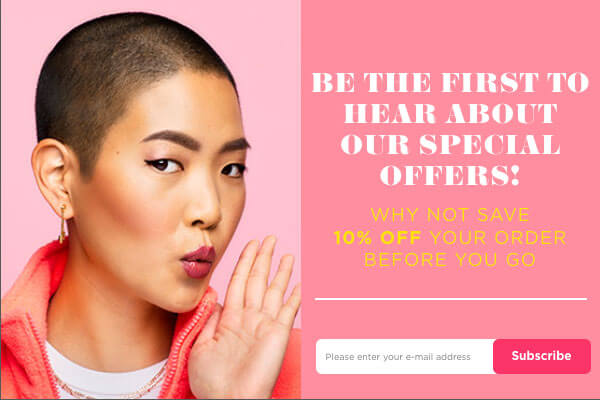 BE THE FIRST TO
HEAR ABOUT
OUR SPECIAL
OFFERS!
WHY NOT SAVE
10% OFF YOUR ORDER
BEFORE YOU GO
Please enter your e-mail address
Subscribe